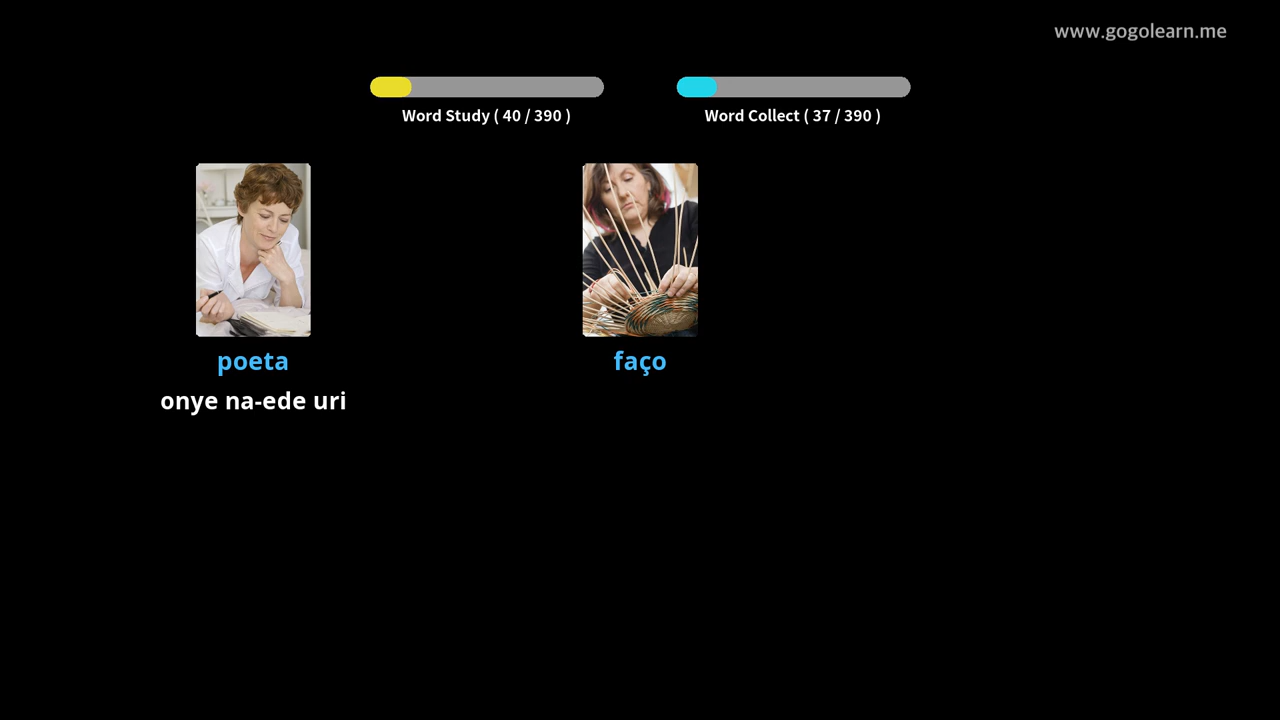 www.gogolearn.me
Word Study ( 40 / 390 )
Word Collect ( 37 / 390 )
poeta
onye na-ede uri
faço